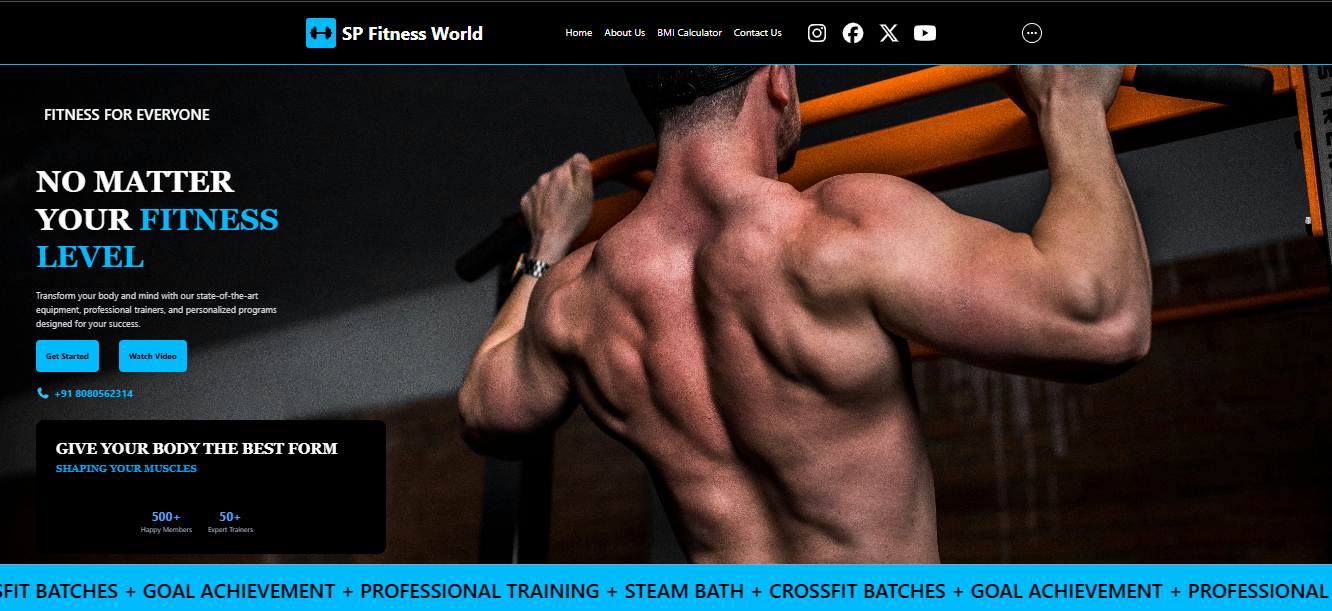 SP Fitness World
Home About Us BMI Calculator Contact Us
FITNESS FOR EVERYONE
NO MATTER
YOUR FITNESS
LEVEL
Transform your body and mind with our state-of-the-art
equipment, professional trainers, and personalized programs
designed for your success.
Get Started Watch Video
+91 8080562314
GIVE YOUR BODY THE BEST FORM
SHAPING YOUR MUSCLES
500+ 50+
Happy Members Expert Trainers
SFIT BATCHES + GOAL ACHIEVEMENT + PROFESSIONAL TRAINING + STEAM BATH + CROSSFIT BATCHES + GOAL ACHIEVEMENT + PROFESSIONAL